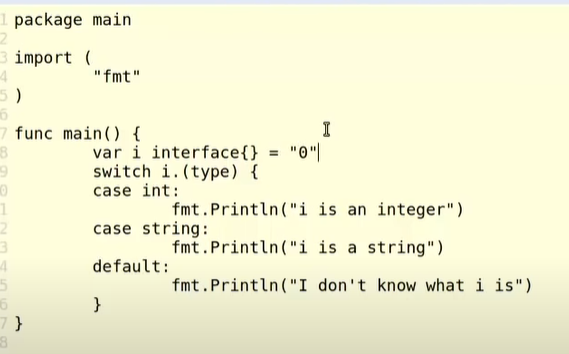 1 package main
2
3 import (
4 "fmt"
5 )
6
7 func main() {
8 var i interface{} = "0"
9 switch i.(type) {
0 case int:
1 fmt.Println("i is an integer")
2 case string:
3 fmt.Println("i is a string")
4 default:
5 fmt.Println("I don't know what i is")
6 }
7 }
8